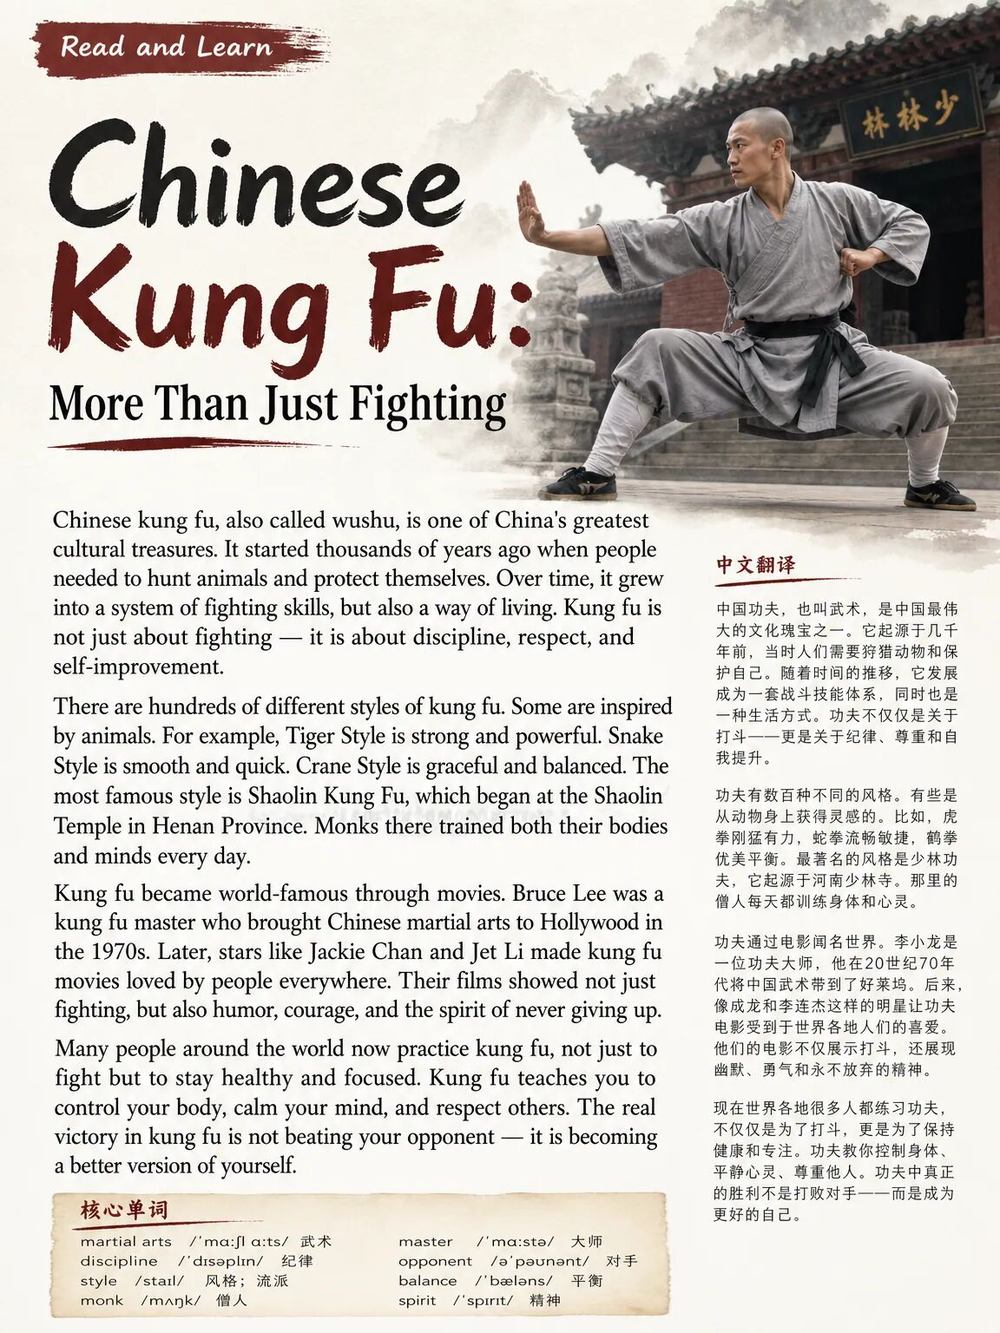 Read and Learn
林林少
Chinese
Kung Fu:
More Than Just Fighting
Chinese kung fu, also called wushu, is one of China's greatest
cultural treasures. It started thousands of years ago when people
needed to hunt animals and protect themselves. Over time, it grew
into a system of fighting skills, but also a way of living. Kung fu is
not just about fighting — it is about discipline, respect, and
self-improvement.
There are hundreds of different styles of kung fu. Some are inspired
by animals. For example, Tiger Style is strong and powerful. Snake
Style is smooth and quick. Crane Style is graceful and balanced. The
most famous style is Shaolin Kung Fu, which began at the Shaolin
Temple in Henan Province. Monks there trained both their bodies
and minds every day.
Kung fu became world-famous through movies. Bruce Lee was a
kung fu master who brought Chinese martial arts to Hollywood in
the 1970s. Later, stars like Jackie Chan and Jet Li made kung fu
movies loved by people everywhere. Their films showed not just
fighting, but also humor, courage, and the spirit of never giving up.
Many people around the world now practice kung fu, not just to
fight but to stay healthy and focused. Kung fu teaches you to
control your body, calm your mind, and respect others. The real
victory in kung fu is not beating your opponent — it is becoming
a better version of yourself.
中文翻译
中国功夫，也叫武术，是中国最伟
大的文化瑰宝之一。它起源于几千
年前，当时人们需要狩猎动物和保
护自己。随着时间的推移，它发展
成为一套战斗技能体系，同时也是
一种生活方式。功夫不仅仅是关于
打斗——更是关于纪律、尊重和自
我提升。
功夫有数百种不同的风格。有些是
从动物身上获得灵感的。比如，虎
拳刚猛有力，蛇拳流畅敏捷，鹤拳
优美平衡。最著名的风格是少林功
夫，它起源于河南少林寺。那里的
僧人每天都训练身体和心灵。
功夫通过电影闻名世界。李小龙是
一位功夫大师，他在20世纪70年
代将中国武术带到了好莱坞。后来，
像成龙和李连杰这样的明星让功夫
电影受到于世界各地人们的喜爱。
他们的电影不仅展示打斗，还展现
幽默、勇气和永不放弃的精神。
现在世界各地很多人都练习功夫，
不仅仅是为了打斗，更是为了保持
健康和专注。功夫教你控制身体、
平静心灵、尊重他人。功夫中真正
的胜利不是打败对手——而是成为
更好的自己。
核心单词
martial arts /ˈmɑːʃl ɑːts/ 武术
discipline /ˈdɪsəplɪn/ 纪律
style /staɪl/ 风格；流派
monk /mʌŋk/ 僧人
master /ˈmɑːstə/ 大师
opponent /əˈpəʊnənt/ 对手
balance /ˈbæləns/ 平衡
spirit /ˈspɪrɪt/ 精神